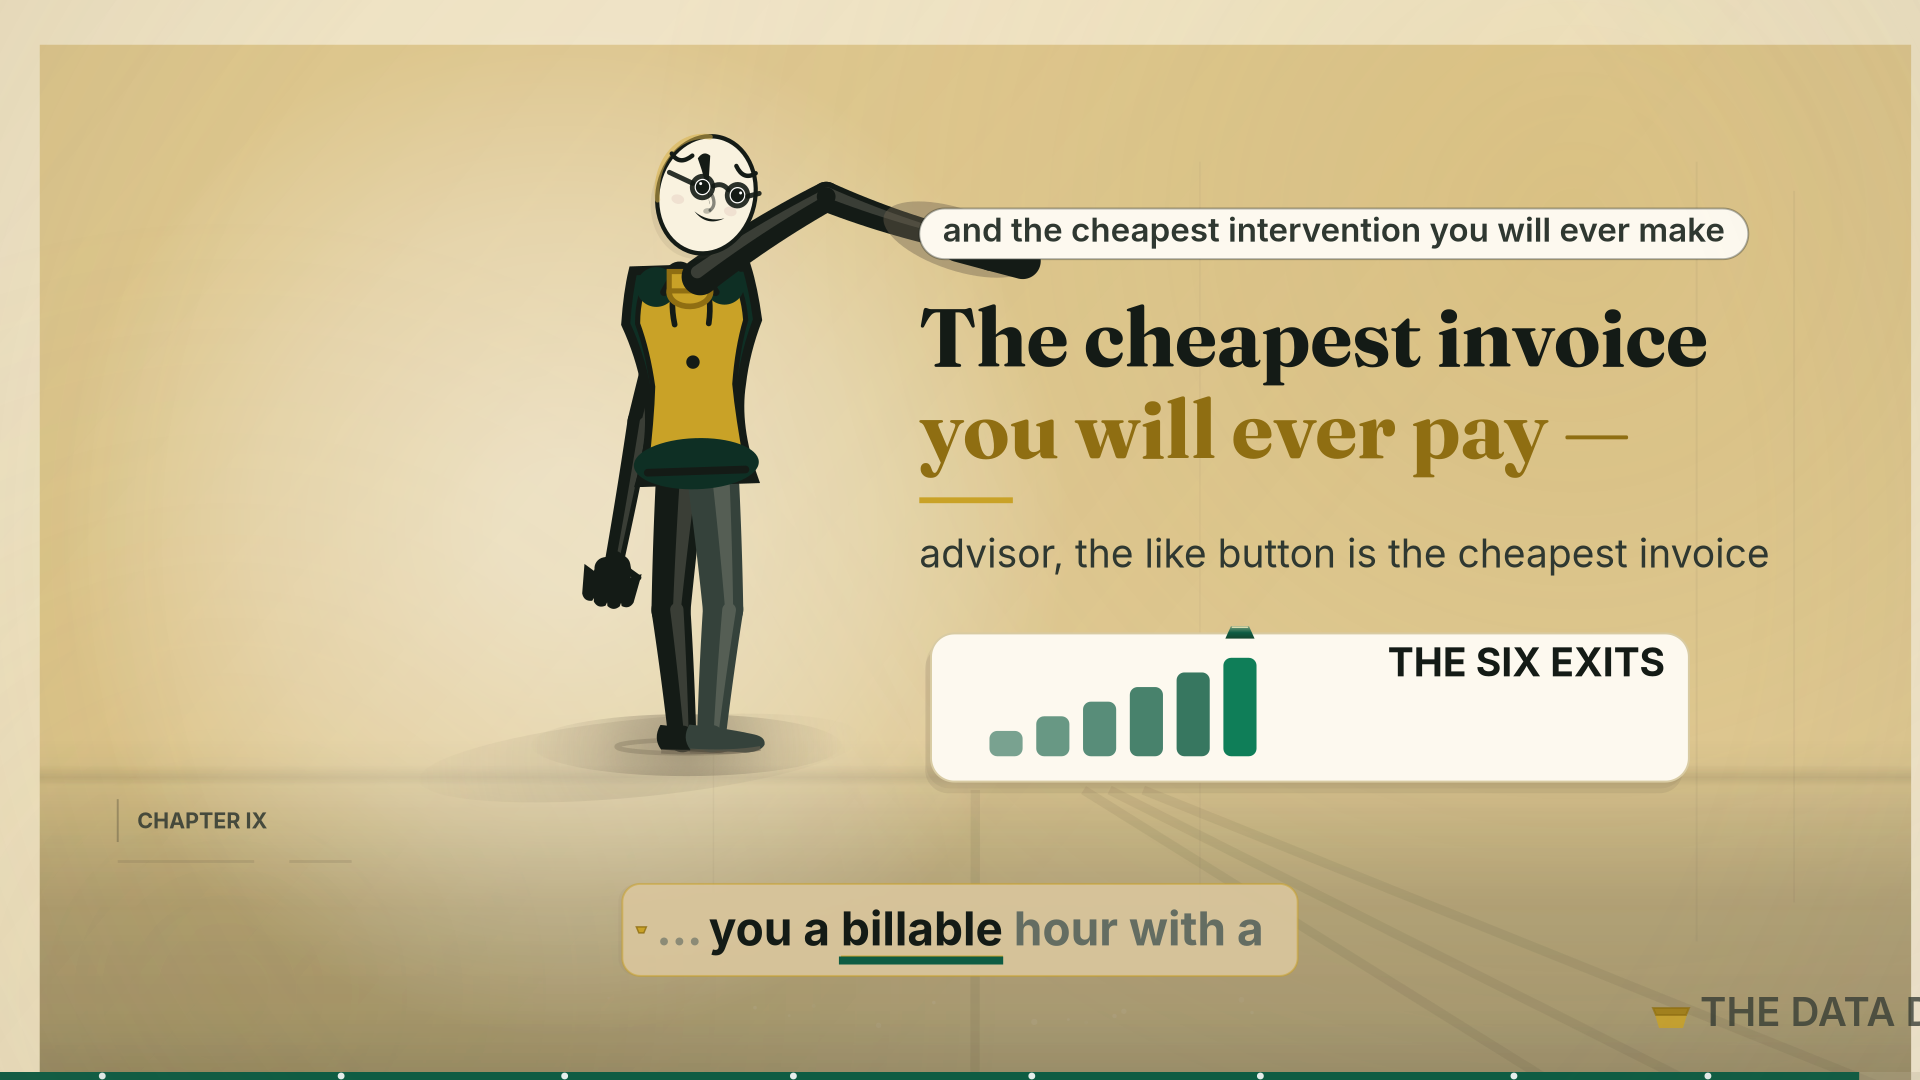 and the cheapest intervention you will ever make
The cheapest invoice
you will ever pay —
advisor, the like button is the cheapest invoice
THE SIX EXITS
CHAPTER IX
... you a billable hour with a
THE DATA D